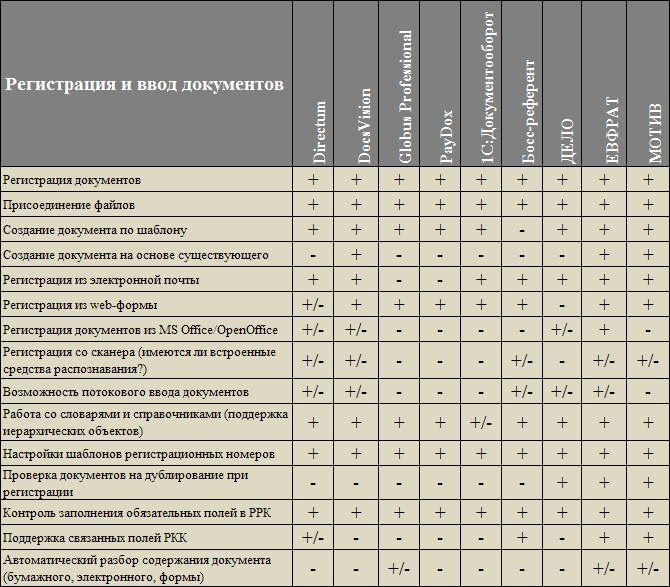 Регистрация и ввод документов
Directum
DocsVision
Globus Professional
PayDox
1С:Документооборот
Босс-референт
ДЕЛО
ЕВФРАТ
МОТИВ
Регистрация документов + + + + + + + + +
Присоединение файлов + + + + + + + + +
Создание документа по шаблону + + + + + - + + +
Создание документа на основе существующего - + - - - - - + +
Регистрация из электронной почты + + - - + + + + +
Регистрация из web-формы +/- + + + + + - + +
Регистрация документов из MS Office/OpenOffice +/- +/- - - - - +/- + -
Регистрация со сканера (имеются ли встроенные
средства распознавания?) +/- +/- - - - +/- - +/- +/-
Возможность потокового ввода документов +/- +/- - - - +/- +/- +/- -
Работа со словарями и справочниками (поддержка
иерархических объектов) + + + + +/- + + + +
Настройки шаблонов регистрационных номеров + + + + + + + + +
Проверка документов на дублирование при
регистрации - - - - - - + + +
Контроль заполнения обязательных полей в РРК + + + + + + + + +
Поддержка связанных полей РКК +/- - - - - + - + +
Автоматический разбор содержания документа
(бумажного, электронного, формы) - - +/- - - - - +/- +/-